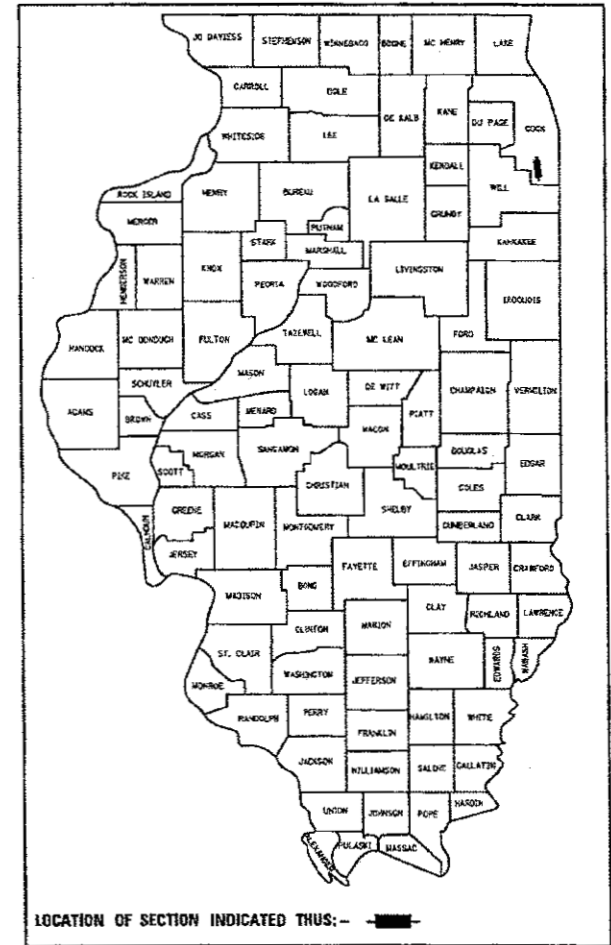 JO DAVIESS STEPHENSON WINNEBAGO BOONE MC HENRY LAKE
CARROLL OGLE DE KALB KANE DU PAGE COOK
WHITESIDE LEE
KENDALL WILL
ROCK ISLAND HENRY BUREAU LA SALLE GRUNDY
MERCER PUTNAM KANKAKEE
STARK MARSHALL
HENDERSON WARREN KNOX PEORIA WOODFORD LIVINGSTON IROQUOIS
HANCOCK MC DONOUGH FULTON TAZEWELL MC LEAN FORD
SCHUYLER MASON DE WITT CHAMPAIGN VERMILION
ADAMS BROWN CASS MENARD LOGAN PIATT
MACON
PIKE SCOTT MORGAN SANGAMON MOULTRIE DOUGLAS EDGAR
CHRISTIAN COLES
CALHOUN GREENE MACOUPIN MONTGOMERY SHELBY CUMBERLAND CLARK
JERSEY
FAYETTE EFFINGHAM JASPER CRAWFORD
MADISON BOND
CLINTON MARION CLAY RICHLAND LAWRENCE
ST. CLAIR WAYNE EDWARDS WABASH
MONROE WASHINGTON JEFFERSON
RANDOLPH PERRY HAMILTON WHITE
FRANKLIN
JACKSON WILLIAMSON SALINE GALLATIN
UNION JOHNSON POPE HARDIN
ALEXANDER PULASKI MASSAC
LOCATION OF SECTION INDICATED THUS:-